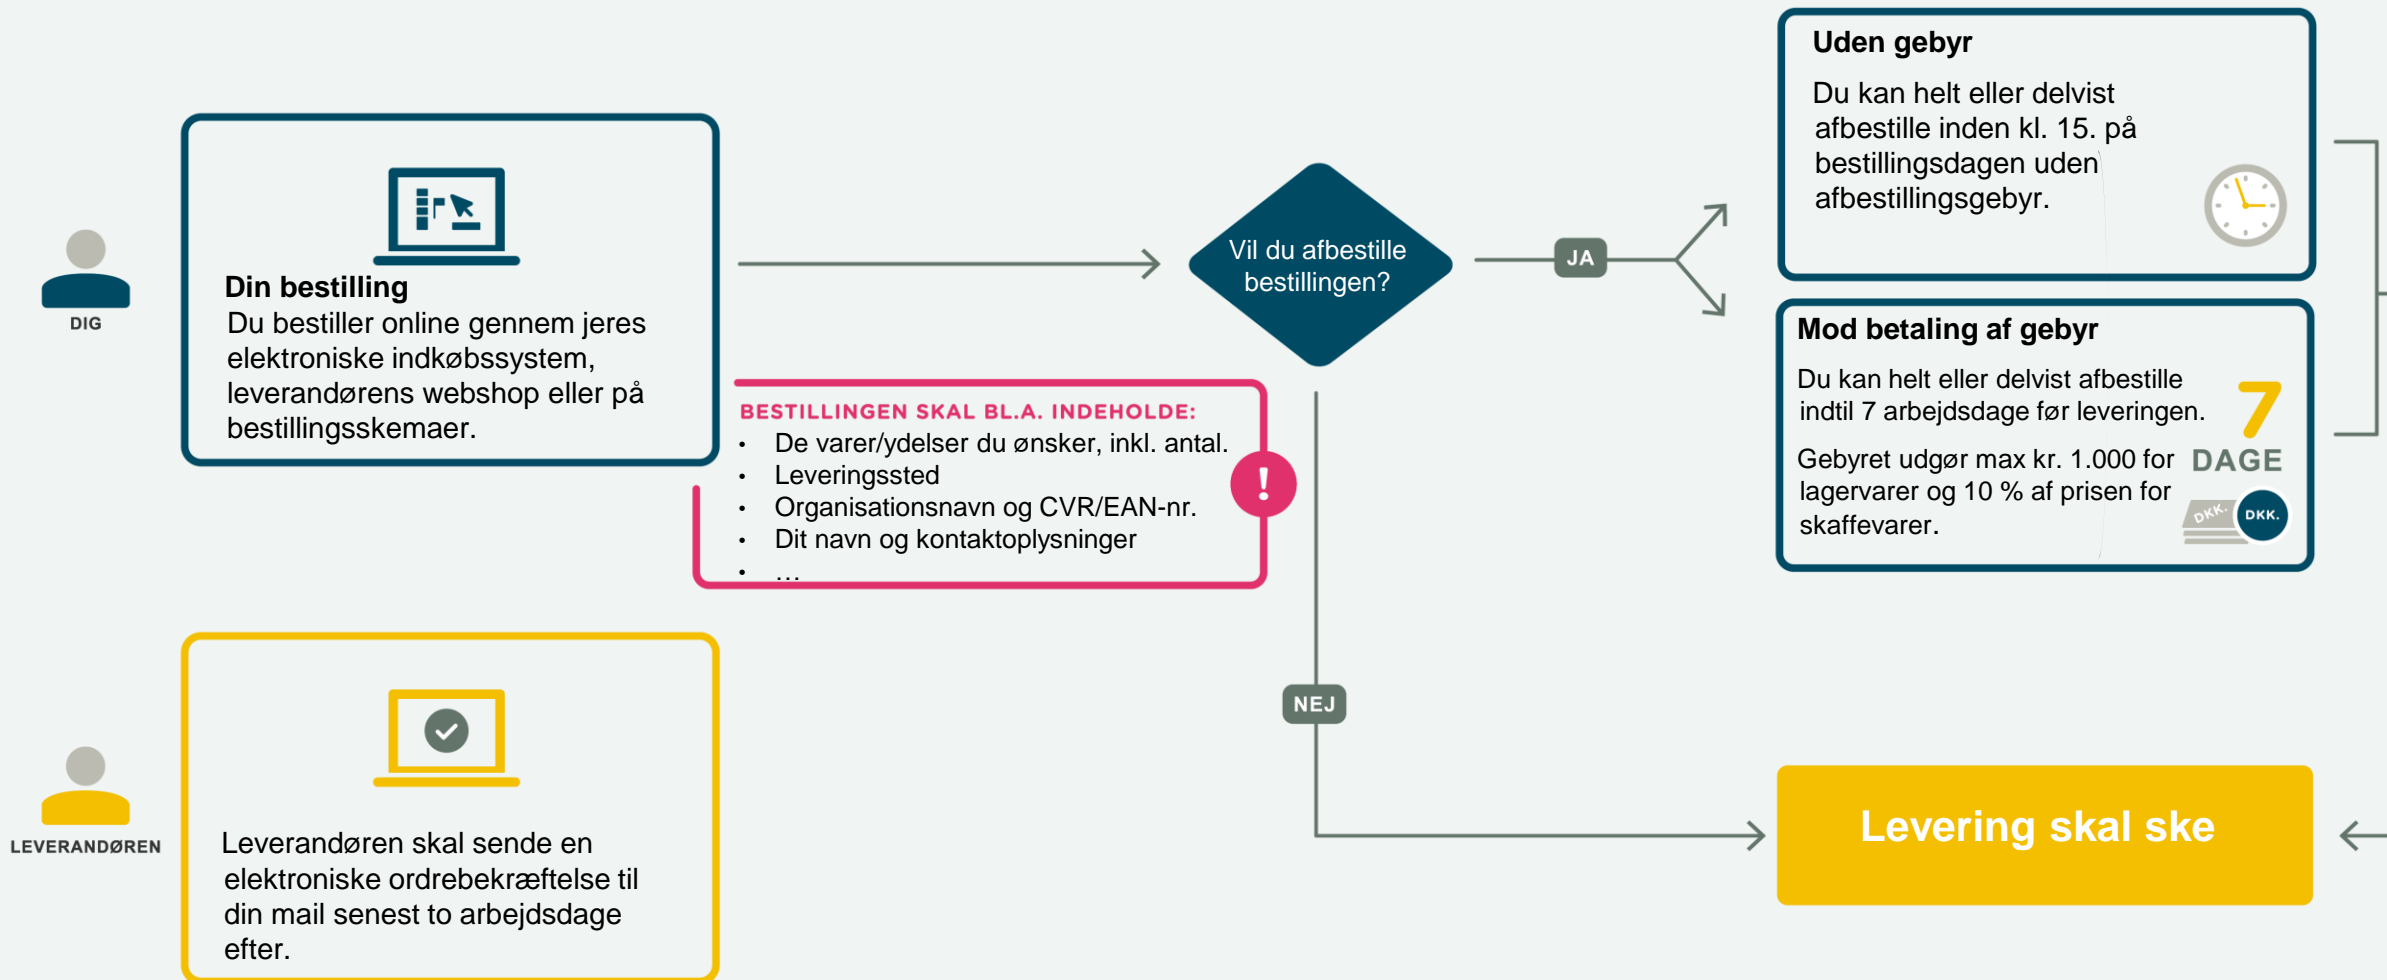 DIG
Din bestilling
Du bestiller online gennem jeres
elektroniske indkøbssystem,
leverandørens webshop eller på
bestillingsskemaer.
BESTILLINGEN SKAL BL.A. INDEHOLDE:
• De varer/ydelser du ønsker, inkl. antal.
• Leveringssted
• Organisationsnavn og CVR/EAN-nr.
• Dit navn og kontaktoplysninger
• …
!
Vil du afbestille
bestillingen?
JA
Uden gebyr
Du kan helt eller delvist
afbestille inden kl. 15. på
bestillingsdagen uden
afbestillingsgebyr.
Mod betaling af gebyr
Du kan helt eller delvist afbestille
indtil 7 arbejdsdage før leveringen.
Gebyret udgør max kr. 1.000 for
lagervarer og 10 % af prisen for
skaffevarer.
7
DAGE
DKK.
DKK.
NEJ
LEVERANDØREN
Leverandøren skal sende en
elektroniske ordrebekræftelse til
din mail senest to arbejdsdage
efter.
Levering skal ske